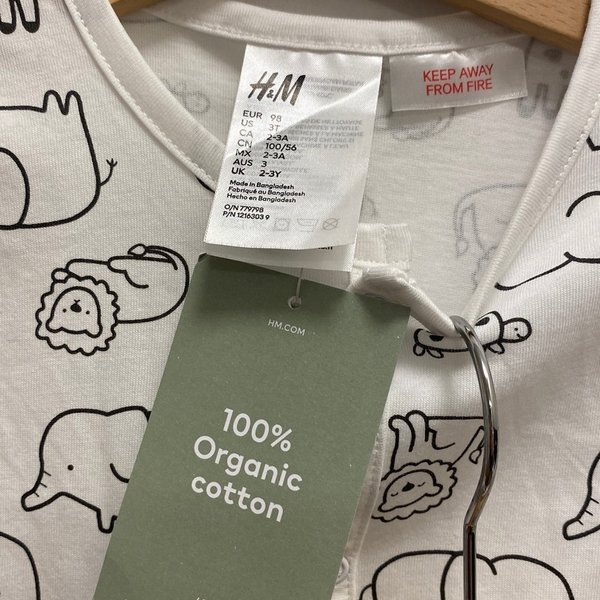 H&M
EUR 98
US 3T
CA 2-3A
CN 100/56
MX 2-3A
AUS 3
UK 2-3Y
Made in Bangladesh
Fabriqué au Bangladesh
Hecho en Bangladesh
O/N 779798
P/N 1216303 9
KEEP AWAY
FROM FIRE
HM.COM
100%
Organic
cotton